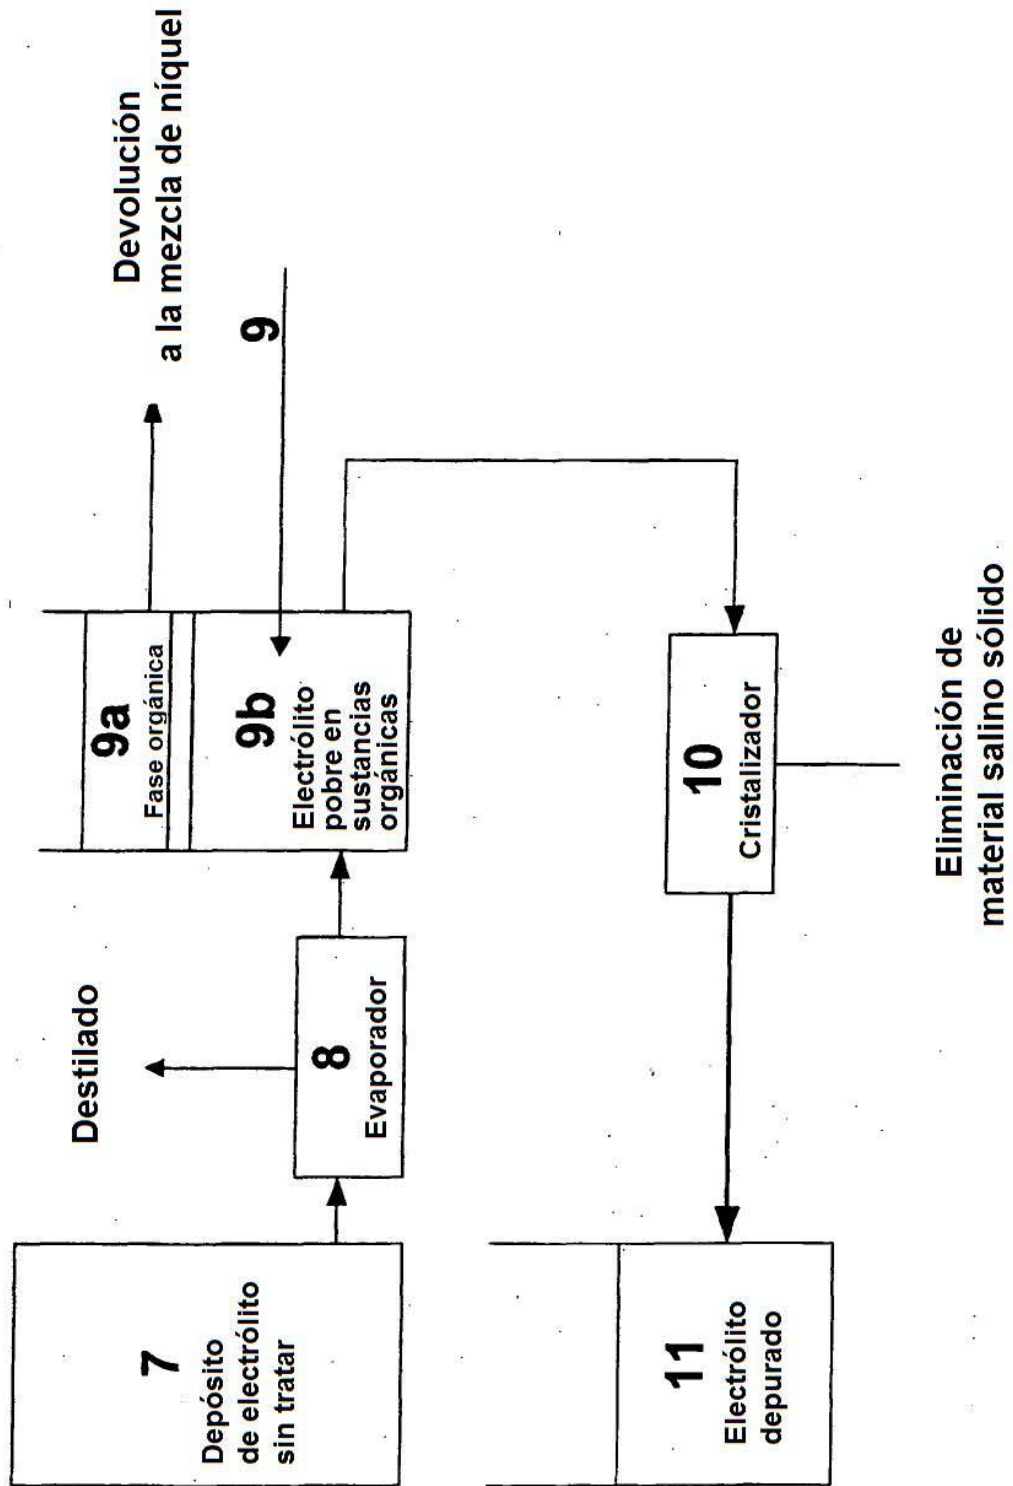 7
Depósito
de electrólito
sin tratar
Destilado
8
Evaporador
9a
Fase orgánica
9b
Electrólito
pobre en
sustancias
orgánicas
Devolución
a la mezcla de níquel
9
10
Cristalizador
Eliminación de
material salino sólido
11
Electrólito
depurado